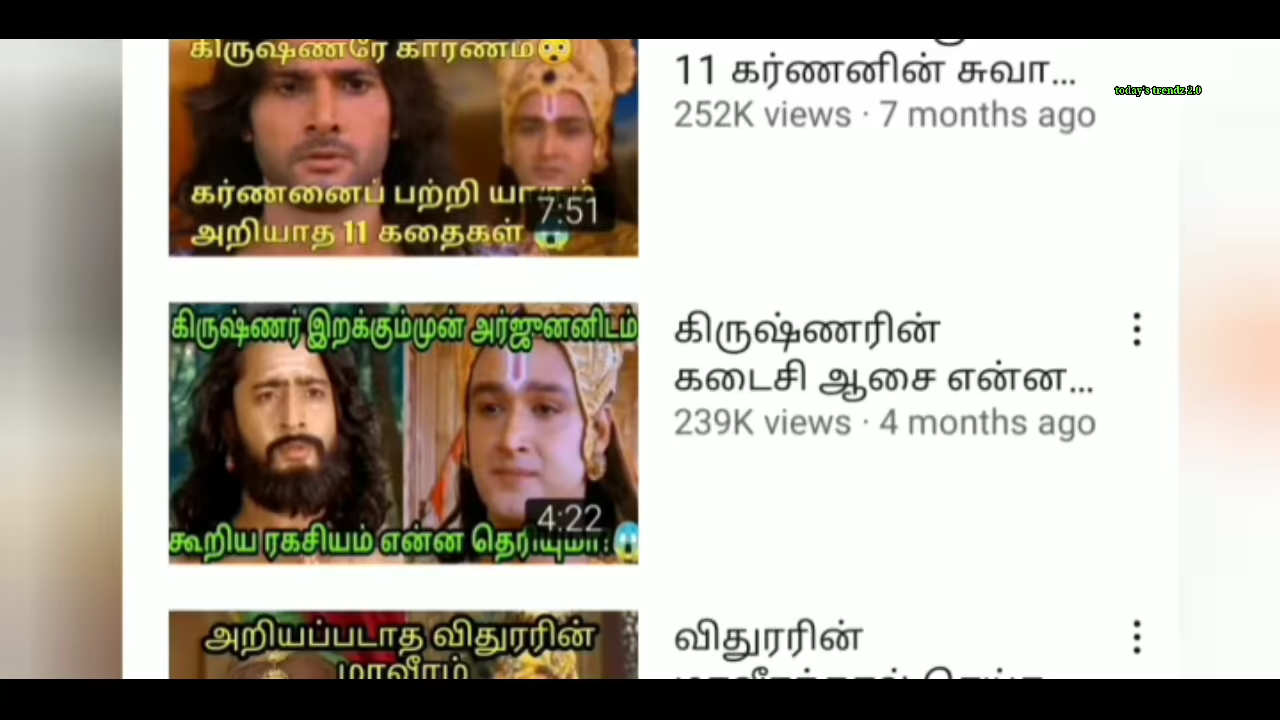 கிருஷ்ணரே காரணம்
கர்ணனைப் பற்றி
7:51
அறியாத 11 கதைகள்
11 கர்ணனின் சுவா...
252K views · 7 months ago
today's trendz 2.0
கிருஷ்ணர் இறக்கும்முன் அர்ஜுனனிடம்
4:22
கூறிய ரகசியம் என்ன தெரியுமா?
கிருஷ்ணரின்
கடைசி ஆசை என்ன...
239K views · 4 months ago
அறியப்படாத விதுரரின்
மாவீரம்
விதுரரின்